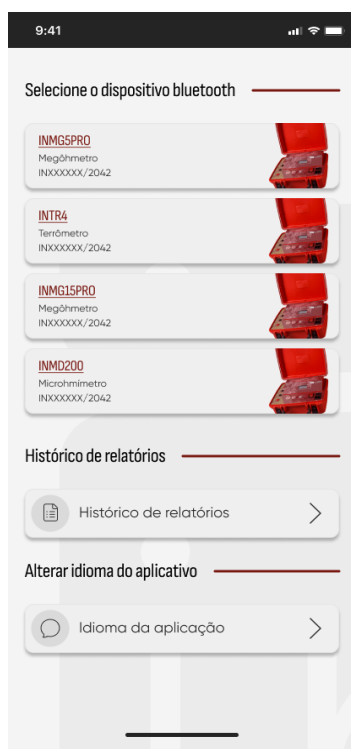 9:41
Selecione o dispositivo bluetooth
INMG5PRO
Megôhmetro
INXXXXXX/2042
INTR4
Terrômetro
INXXXXXX/2042
INMG15PRO
Megôhmetro
INXXXXXX/2042
INMD200
Microhmímetro
INXXXXXX/2042
Histórico de relatórios
Histórico de relatórios
Alterar idioma do aplicativo
Idioma da aplicação